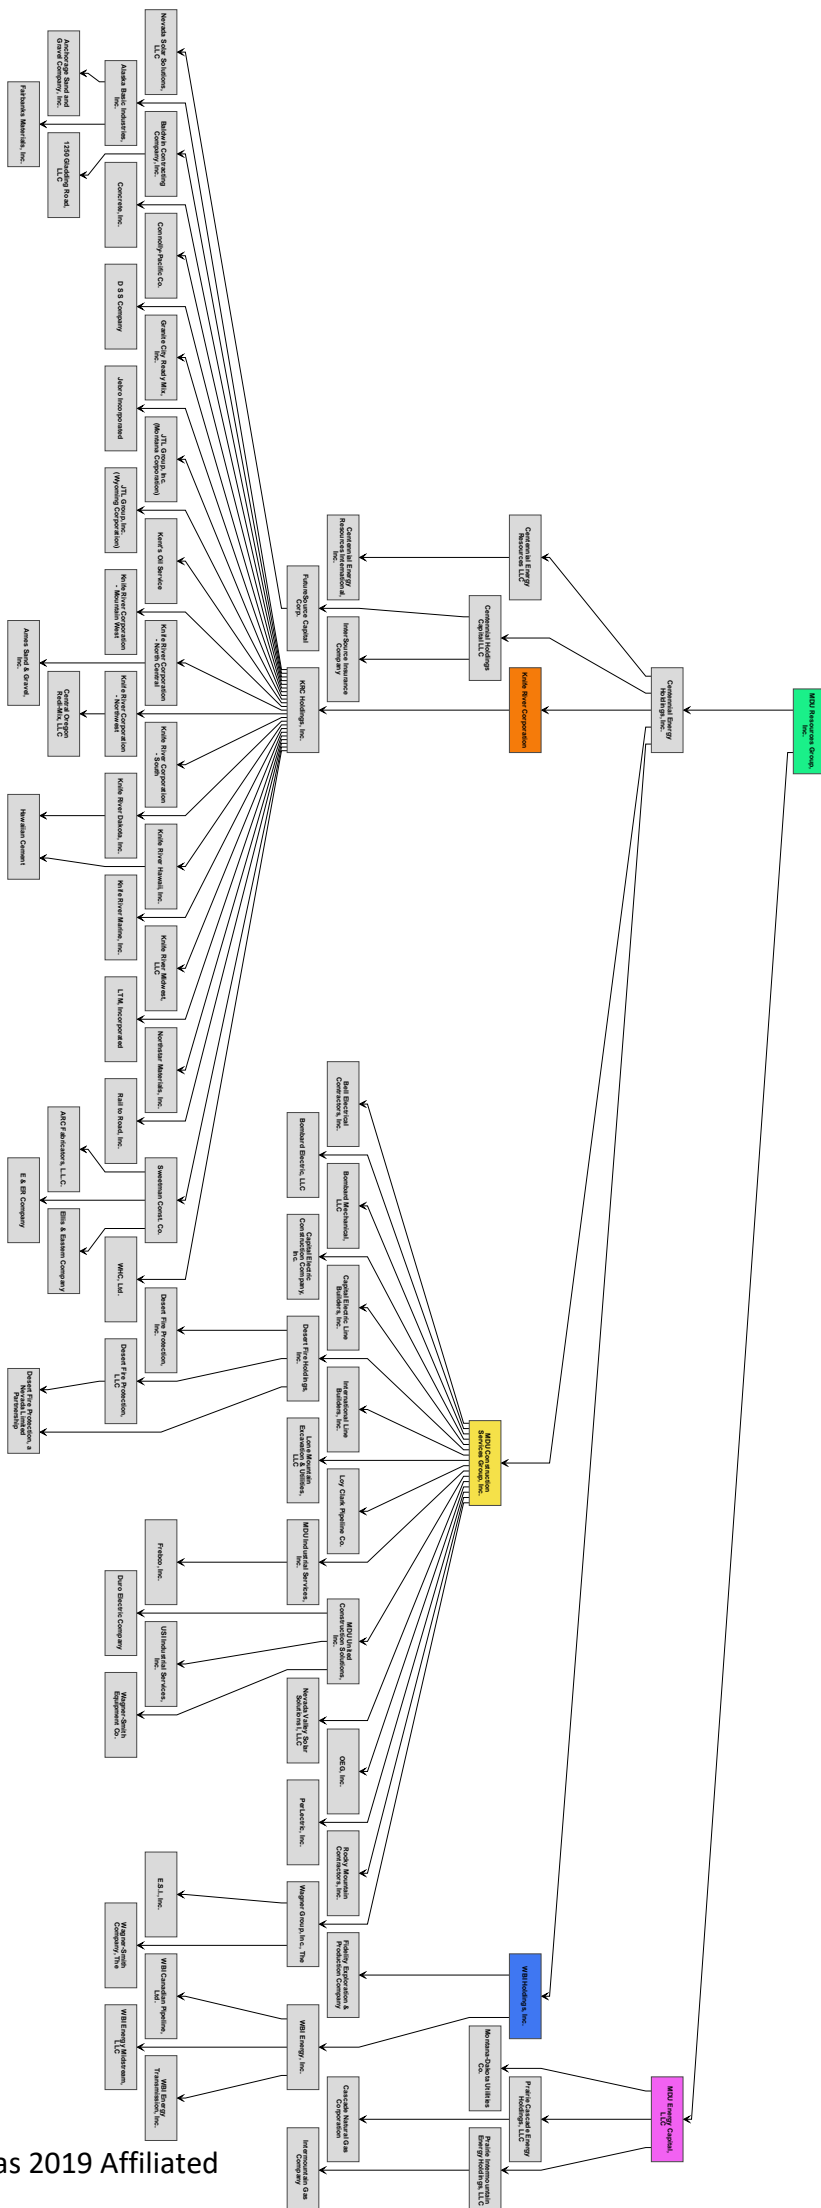 MDU Resources Group,
Inc.
Centennial Energy
Holdings, Inc.
MDU Energy Capital,
LLC
Centennial Energy
Resources LLC
Knife River Corporation
WBI Holdings, Inc.
Prairie Cascade Energy
Holdings, LLC
Centennial Holdings
Capital LLC
MDU Construction
Services Group, Inc.
Montana-Dakota Utilities
Co.
Prairie Intermountain
Energy Holdings, LLC
Centennial Energy
Resources International,
Inc.
InterSource Insurance
Company
Bell Electrical
Contractors, Inc.
Bombard Mechanical,
LLC
Capital Electric Line
Builders, Inc.
International Line
Builders, Inc.
Loy Clark Pipeline Co.
MDU United
Construction Solutions,
Inc.
OEG, Inc.
Rocky Mountain
Contractors, Inc.
Fidelity Exploration &
Production Company
Cascade Natural Gas
Corporation
FutureSource Capital
Corp.
KRC Holdings, Inc.
Bombard Electric, LLC
Capital Electric
Construction Company,
Inc.
Desert Fire Holdings,
Inc.
Lone Mountain
Excavation & Utilities,
LLC
MDU Industrial Services,
Inc.
Nevada Valley Solar
Solutions I, LLC
PerLectric, Inc.
Wagner Group, Inc., The
WBI Energy, Inc.
Intermountain Gas
Company
Nevada Solar Solutions,
LLC
Baldwin Contracting
Company, Inc.
Connolly-Pacific Co.
Granite City Ready Mix,
Inc.
JTL Group, Inc.
(Montana Corporation)
Kent's Oil Service
Knife River Corporation
- North Central
Knife River Corporation
- South
Knife River Hawaii, Inc.
Knife River Midwest,
LLC
Northstar Materials, Inc.
Sweetman Const. Co.
Desert Fire Protection,
Inc.
Frebco, Inc.
USI Industrial Services,
Inc.
E.S.I., Inc.
WBI Canadian Pipeline,
Ltd.
WBI Energy
Transmission, Inc.
Alaska Basic Industries,
Inc.
Concrete, Inc.
D S S Company
Jebro Incorporated
JTL Group, Inc.
(Wyoming Corporation)
Knife River Corporation
- Mountain West
Knife River Corporation
- Northwest
Knife River Dakota, Inc.
Knife River Marine, Inc.
LTM, Incorporated
Rail to Road, Inc.
WHC, Ltd.
Desert Fire Protection,
LLC
Duro Electric Company
Wagner-Smith
Equipment Co.
Wagner-Smith
Company, The
WBI Energy Midstream,
LLC
Anchorage Sand and
Gravel Company, Inc.
1250 Gladding Road,
LLC
Central Oregon
Redi-Mix, LLC
ARC Fabricators, L.L.C.
Ellis & Eastern Company
Fairbanks Materials, Inc.
Ames Sand & Gravel,
Inc.
Hawaiian Cement
E & ER Company
Desert Fire Protection, a
Nevada Limited
Partnership
as 2019 Affiliated